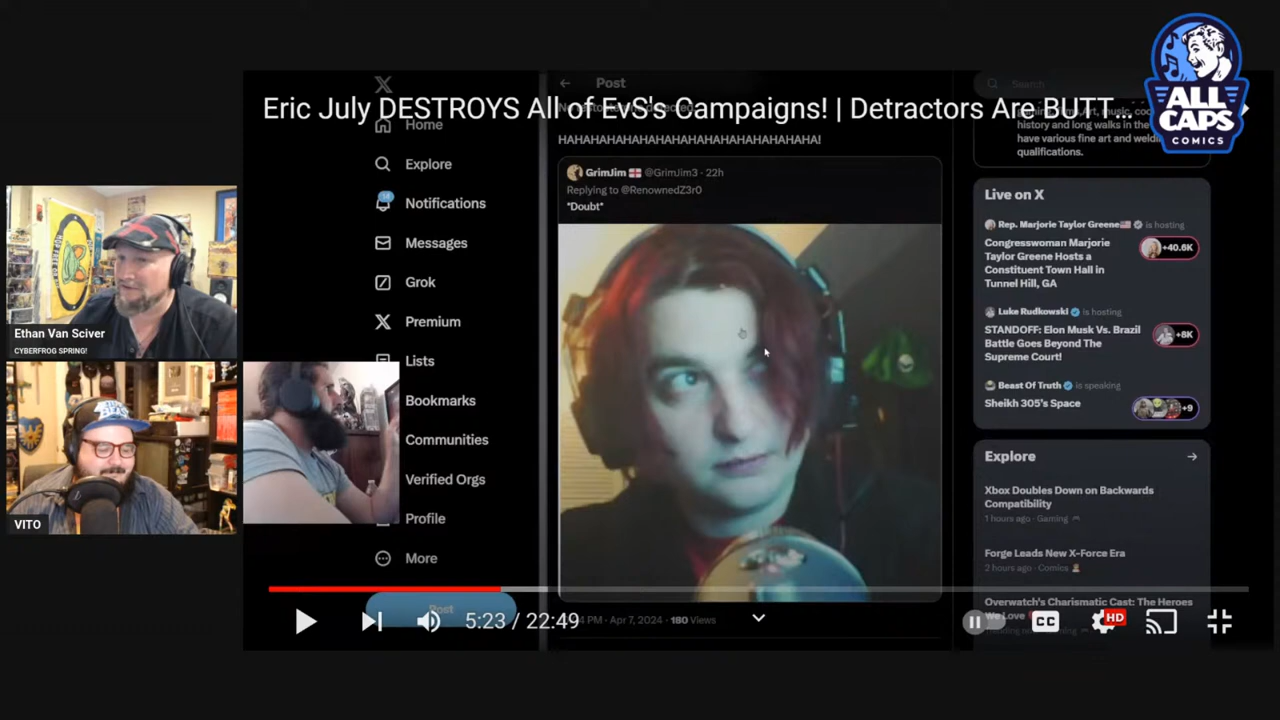 Post
Search
Eric July DESTROYS All of EvS's Campaigns! | Detractors Are BUTT...
ALL
CAPS
COMICS
Home
Explore
Notifications
Messages
Grok
Premium
Lists
Bookmarks
Communities
Verified Orgs
Profile
More
Post
HAHAHAHAHAHAHAHAHAHAHAHAHAHAHA!
GrimJim @GrimJim3 · 22h
Replying to @RenownedZ3r0
*Doubt*
history and long walks in the
have various fine art and welding
qualifications.
Live on X
Rep. Marjorie Taylor Greene is hosting
Congresswoman Marjorie
Taylor Greene Hosts a
Constituent Town Hall in
Tunnel Hill, GA
+40.6K
Luke Rudkowski is hosting
STANDOFF: Elon Musk Vs. Brazil
Battle Goes Beyond The
Supreme Court!
+8K
Beast Of Truth is speaking
Sheikh 305's Space
+9
Explore
Xbox Doubles Down on Backwards
Compatibility
1 hours ago · Gaming
Forge Leads New X-Force Era
2 hours ago · Comics
Overwatch's Charismatic Cast: The Heroes
We Love
Ethan Van Sciver
CYBERFROG SPRING!
VITO
PM · Apr 7, 2024 · 180 Views
5:23 / 22:49
CC
HD